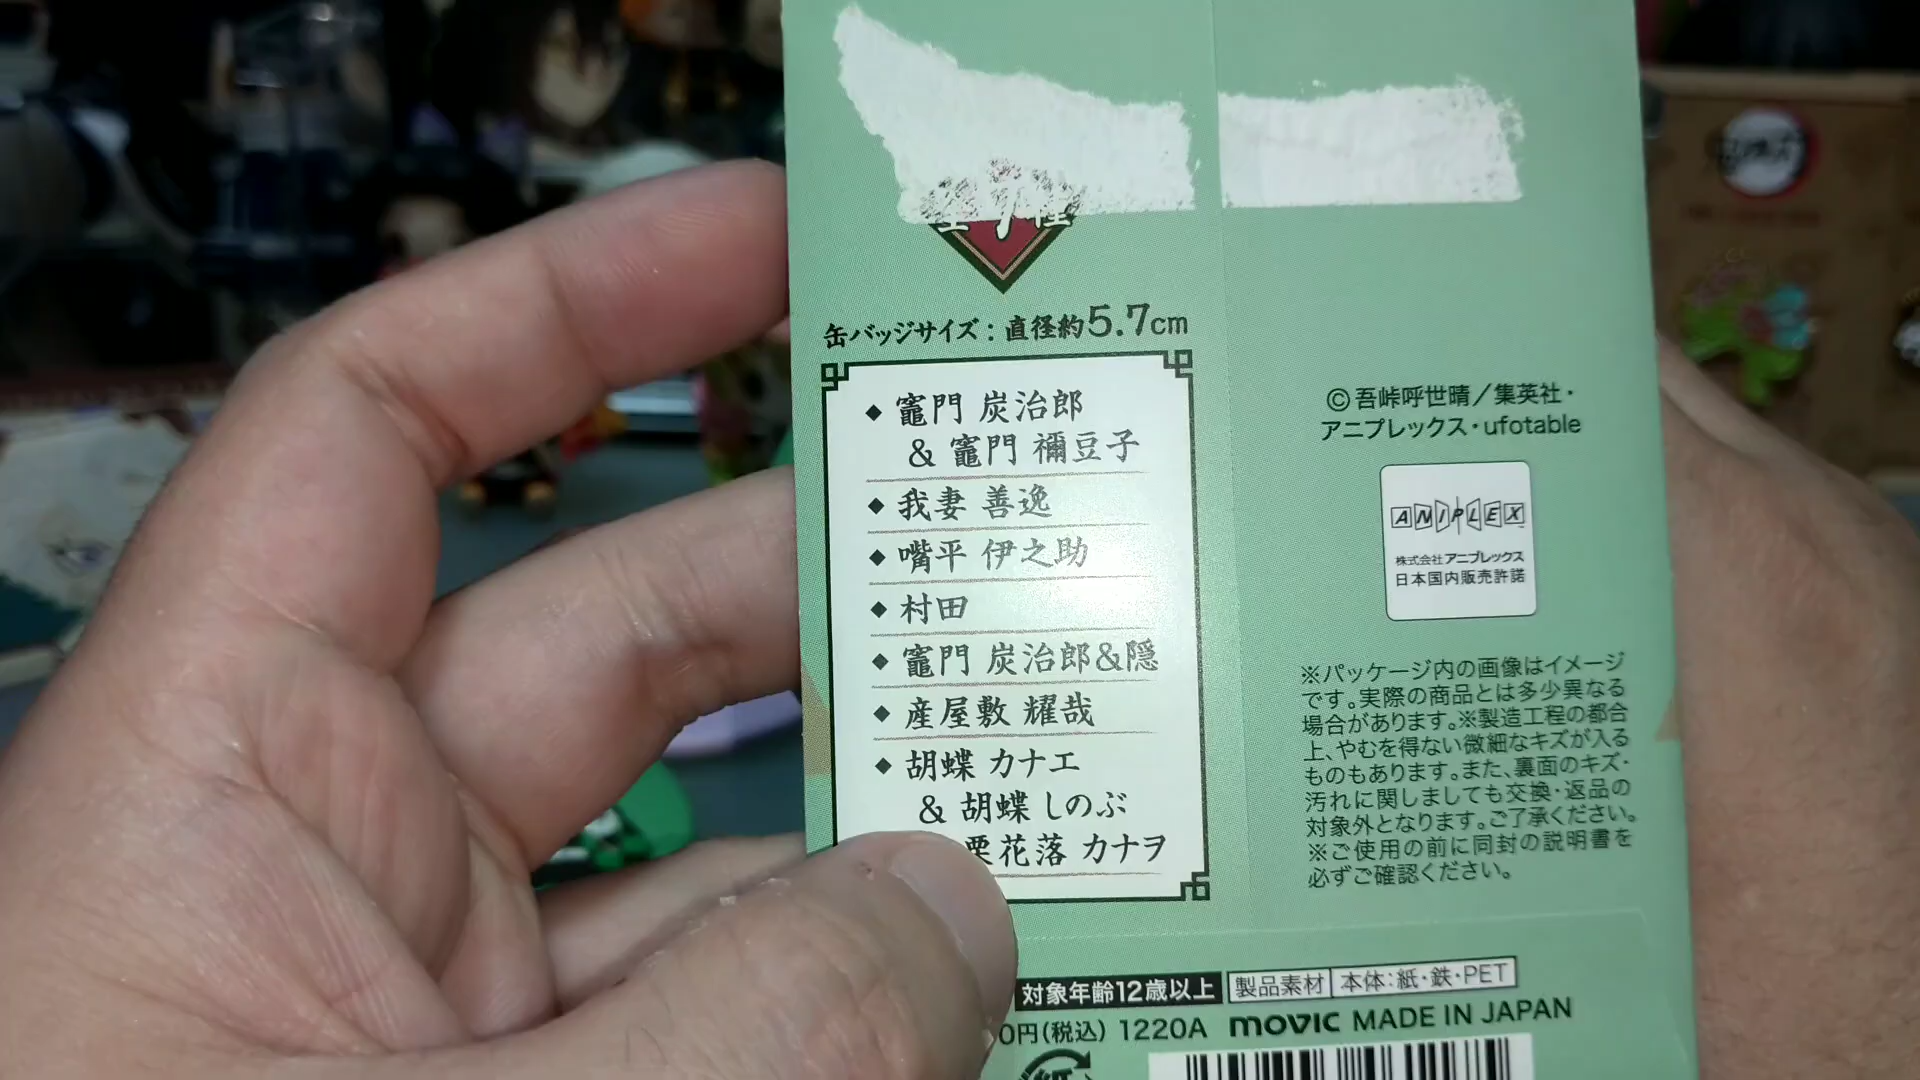 全7種
缶バッジサイズ：直径約5.7cm
◆竈門 炭治郎
& 竈門 禰豆子
◆我妻 善逸
◆嘴平 伊之助
◆村田
◆竈門 炭治郎&隠
◆産屋敷 耀哉
◆胡蝶 カナエ
& 胡蝶 しのぶ
栗花落 カナヲ
©吾峠呼世晴／集英社・
アニプレックス・ufotable
ANIPLEX
株式会社アニプレックス
日本国内販売許諾
※パッケージ内の画像はイメージ
です。実際の商品とは多少異なる
場合があります。※製造工程の都合
上、やむを得ない微細なキズが入る
ものもあります。また、裏面のキズ・
汚れに関しましても交換・返品の
対象外となります。ご了承ください。
※ご使用の前に同封の説明書を
必ずご確認ください。
対象年齢12歳以上 製品素材 本体：紙・鉄・PET
0円(税込) 1220A movic MADE IN JAPAN
紙